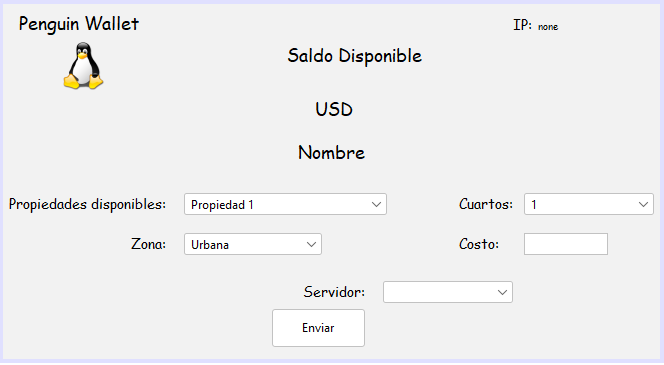 Penguin Wallet
IP: none
Saldo Disponible
USD
Nombre
Propiedades disponibles: Propiedad 1 Cuartos: 1
Zona: Urbana Costo:
Servidor:
Enviar